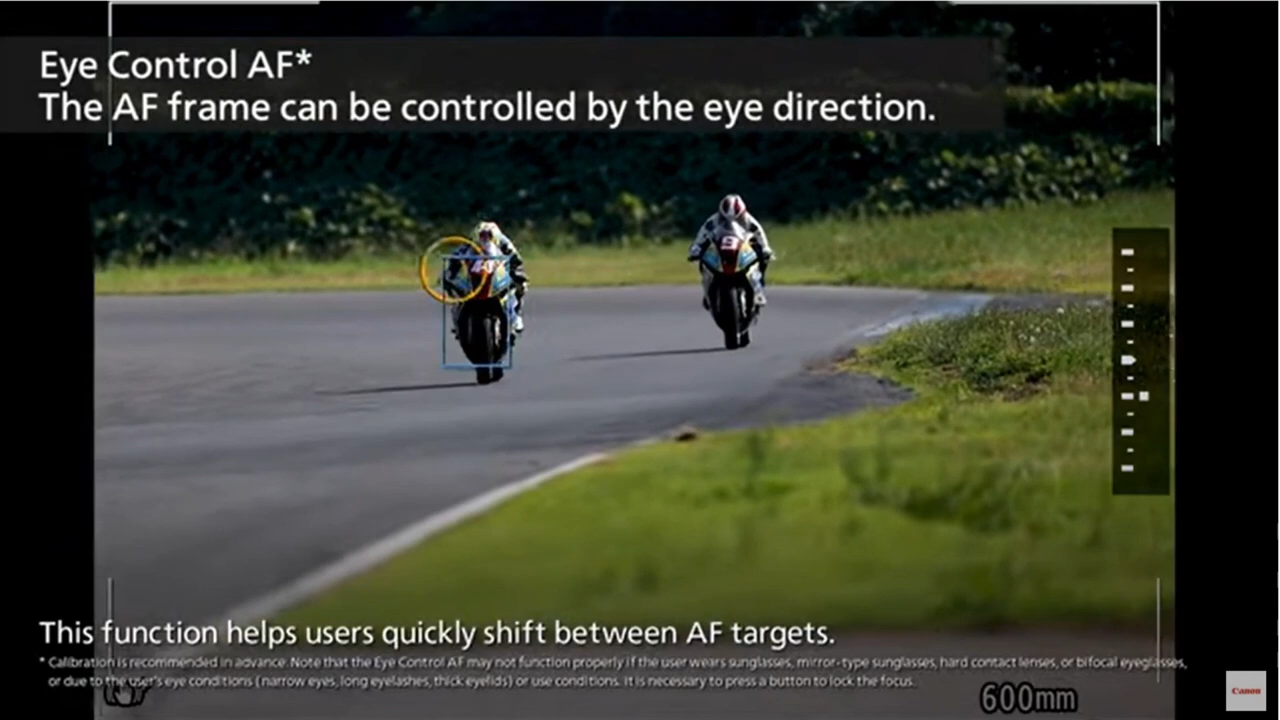 Eye Control AF*
The AF frame can be controlled by the eye direction.
44
9
This function helps users quickly shift between AF targets.
* Calibration is recommended in advance. Note that the Eye Control AF may not function properly if the user wears sunglasses, mirror-type sunglasses, hard contact lenses, or bifocal eyeglasses,
or due to the user's eye conditions (narrow eyes, long eyelashes, thick eyelids) or use conditions. It is necessary to press a button to lock the focus.
600mm
Canon